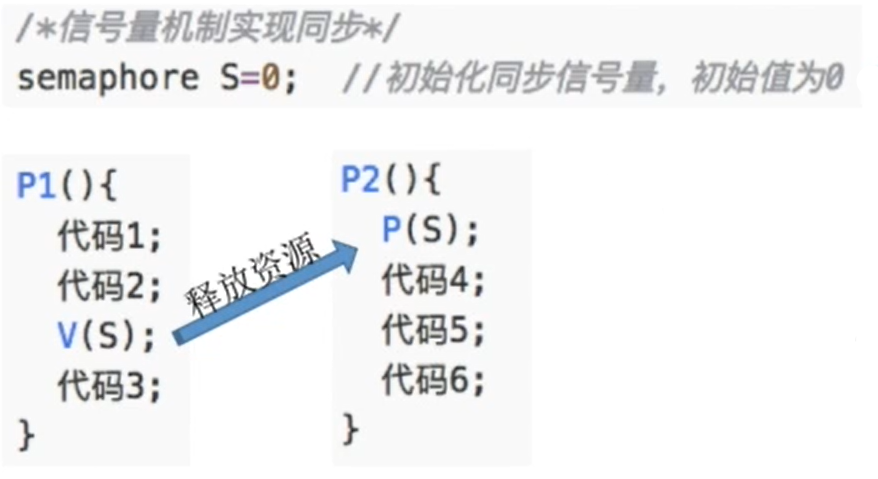 /*信号量机制实现同步*/
semaphore S=0;  //初始化同步信号量，初始值为0
P1(){
代码1;
代码2;
V(S);
代码3;
}
释放资源
P2(){
P(S);
代码4;
代码5;
代码6;
}